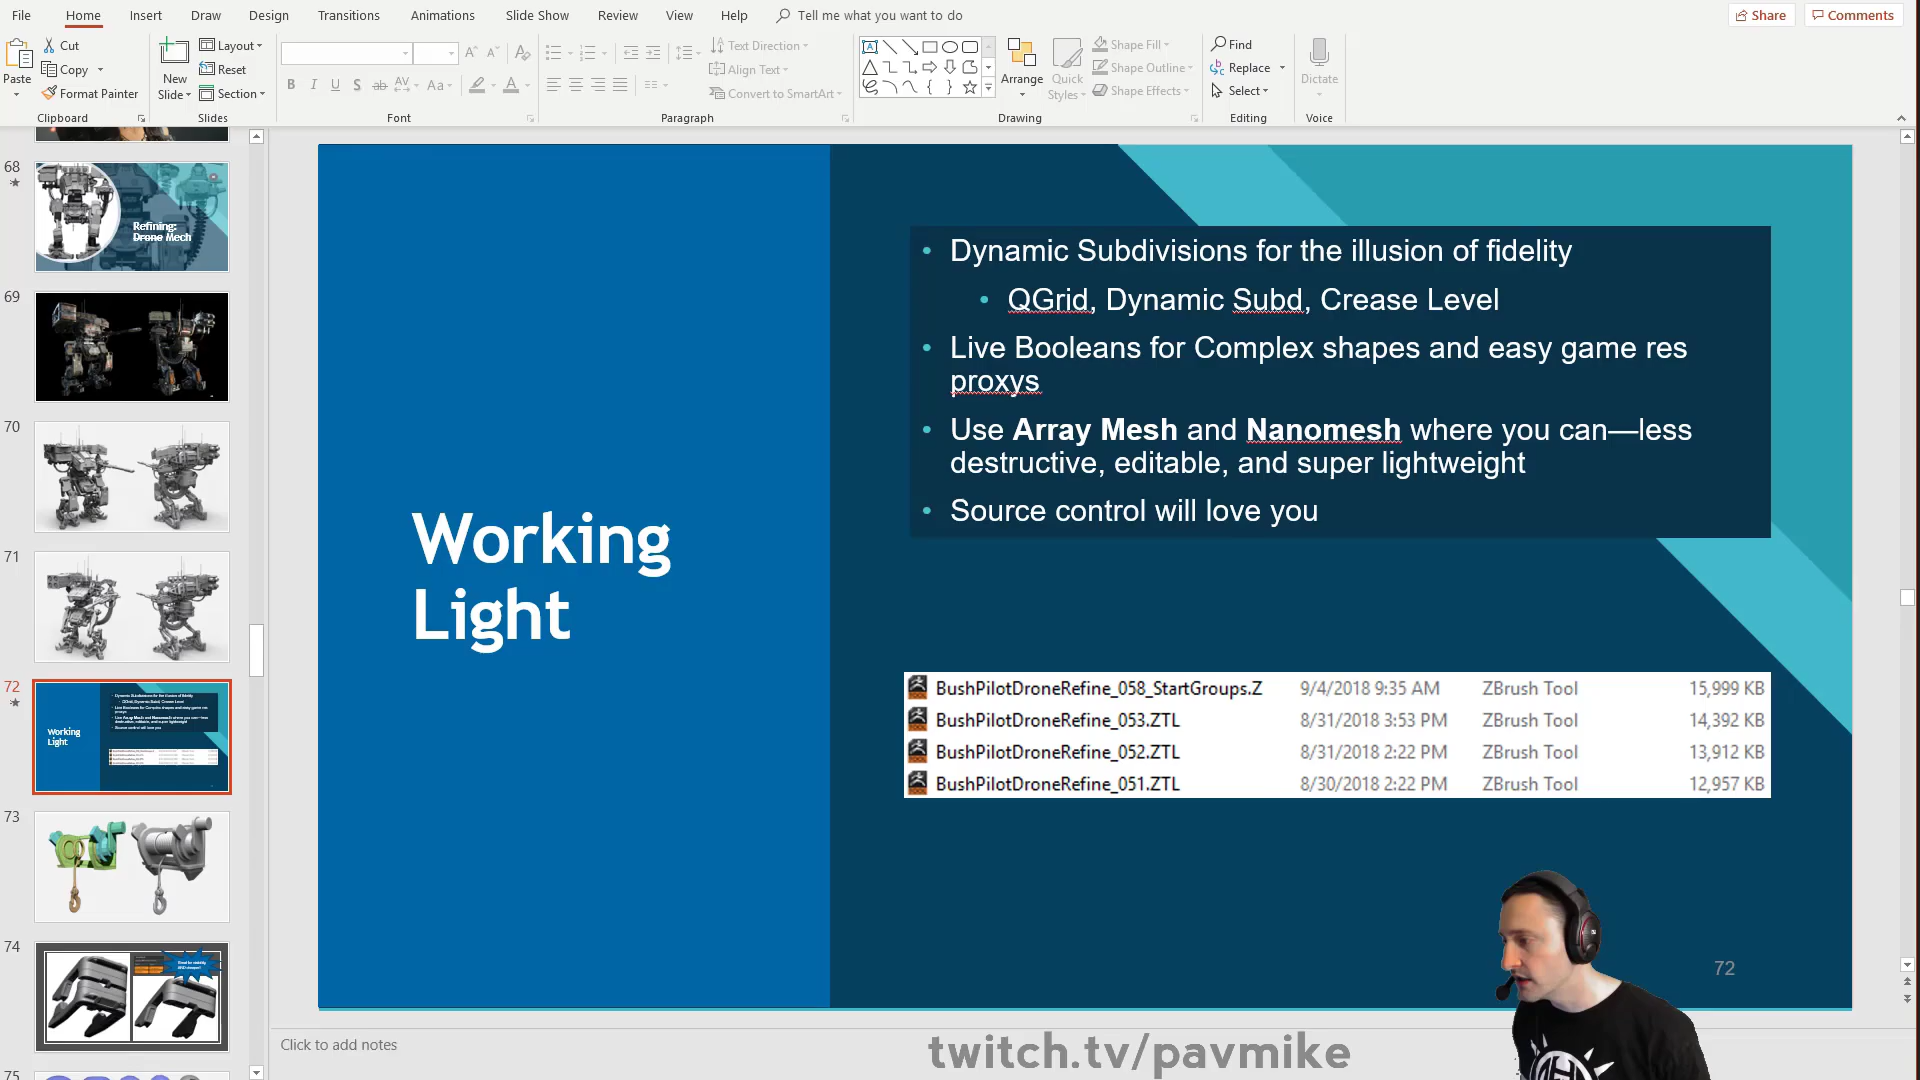 File Home Insert Draw Design Transitions Animations Slide Show Review View Help Tell me what you want to do Share Comments
Cut
Copy
Format Painter
Paste
Clipboard
New
Slide
Layout
Reset
Section
Slides
B I U S ab AV Aa A
Font
Text Direction
Align Text
Convert to SmartArt
Paragraph
Arrange
Quick
Styles
Shape Fill
Shape Outline
Shape Effects
Drawing
Find
Replace
Select
Editing
Dictate
Voice
68
Refining:
Drone Mech
69
70
71
72
Working
Light
73
74
75
Working
Light
• Dynamic Subdivisions for the illusion of fidelity
• QGrid, Dynamic Subd, Crease Level
• Live Booleans for Complex shapes and easy game res
proxys
• Use Array Mesh and Nanomesh where you can—less
destructive, editable, and super lightweight
• Source control will love you
BushPilotDroneRefine_058_StartGroups.Z 9/4/2018 9:35 AM ZBrush Tool 15,999 KB
BushPilotDroneRefine_053.ZTL 8/31/2018 3:53 PM ZBrush Tool 14,392 KB
BushPilotDroneRefine_052.ZTL 8/31/2018 2:22 PM ZBrush Tool 13,912 KB
BushPilotDroneRefine_051.ZTL 8/30/2018 2:22 PM ZBrush Tool 12,957 KB
72
Click to add notes
twitch.tv/pavmike